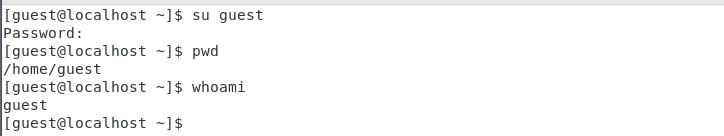 [guest@localhost ~]$ su guest
Password:
[guest@localhost ~]$ pwd
/home/guest
[guest@localhost ~]$ whoami
guest
[guest@localhost ~]$